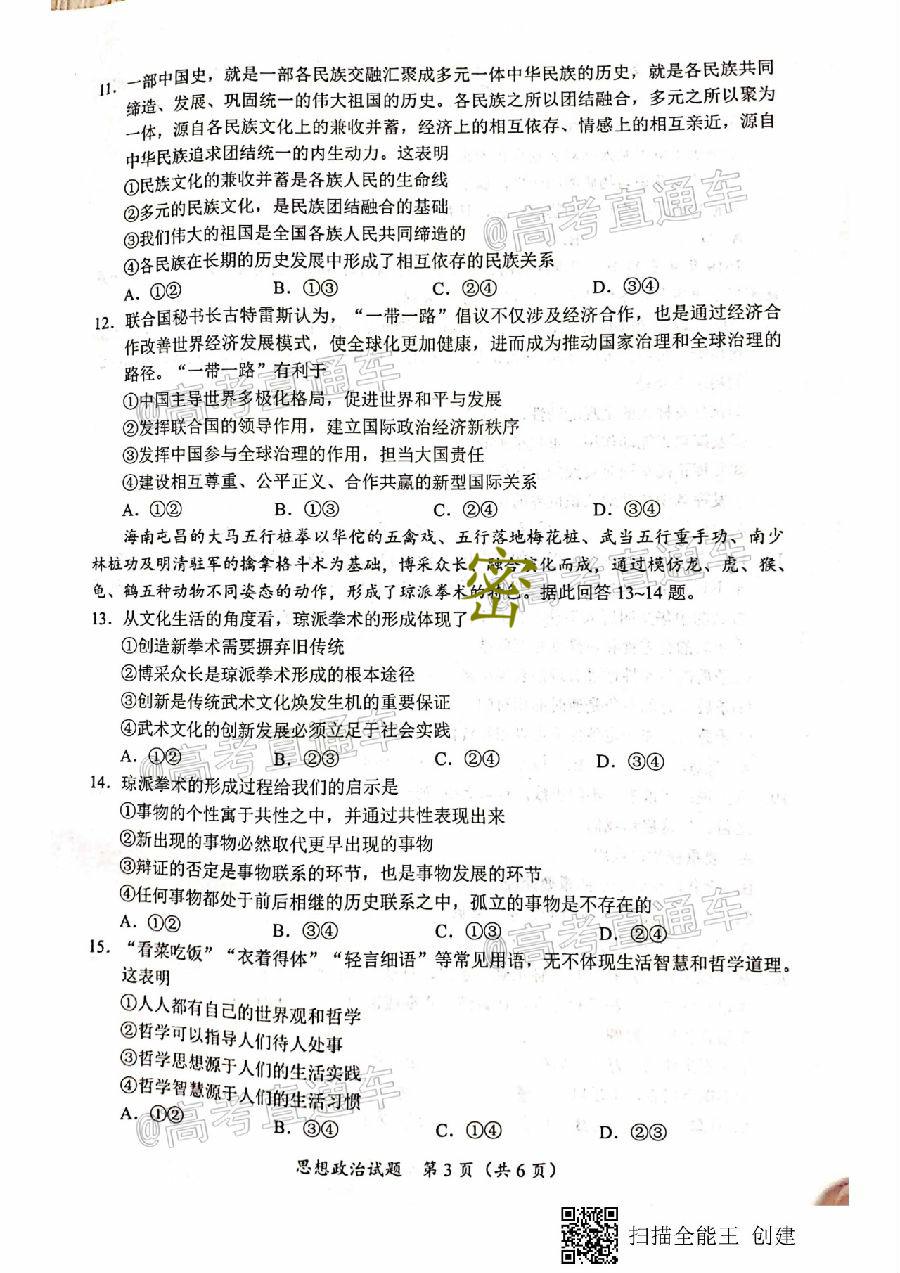 11. 一部中国史，就是一部各民族交融汇聚成多元一体中华民族的历史，就是各民族共同
缔造、发展、巩固统一的伟大祖国的历史。各民族之所以团结融合，多元之所以聚为
一体，源自各民族文化上的兼收并蓄，经济上的相互依存、情感上的相互亲近，源自
中华民族追求团结统一的内生动力。这表明
①民族文化的兼收并蓄是各族人民的生命线
②多元的民族文化，是民族团结融合的基础
③我们伟大的祖国是全国各族人民共同缔造的
④各民族在长期的历史发展中形成了相互依存的民族关系
A. ①② B. ①③ C. ②④ D. ③④
@高考直通车
12. 联合国秘书长古特雷斯认为，“一带一路”倡议不仅涉及经济合作，也是通过经济合
作改善世界经济发展模式，使全球化更加健康，进而成为推动国家治理和全球治理的
路径。“一带一路”有利于
①中国主导世界多极化格局，促进世界和平与发展
②发挥联合国的领导作用，建立国际政治经济新秩序
③发挥中国参与全球治理的作用，担当大国责任
④建设相互尊重、公平正义、合作共赢的新型国际关系
A. ①② B. ①③ C. ②④ D. ③④
@高考直通车
海南屯昌的大马五行桩拳以华佗的五禽戏、五行落地梅花桩、武当五行重手功、南少
林桩功及明清驻军的擒拿格斗术为基础，博采众长、融合演化而成，通过模仿龙、虎、猴、
龟、鹤五种动物不同姿态的动作，形成了琼派拳术的特色。据此回答13~14题。
密
@高考直通车
13. 从文化生活的角度看，琼派拳术的形成体现了
①创造新拳术需要摒弃旧传统
②博采众长是琼派拳术形成的根本途径
③创新是传统武术文化焕发生机的重要保证
④武术文化的创新发展必须立足于社会实践
A. ①② B. ②③ C. ②④ D. ③④
@高考直通车
14. 琼派拳术的形成过程给我们的启示是
①事物的个性寓于共性之中，并通过共性表现出来
②新出现的事物必然取代更早出现的事物
③辩证的否定是事物联系的环节，也是事物发展的环节
④任何事物都处于前后相继的历史联系之中，孤立的事物是不存在的
A. ①② B. ③④ C. ①③ D. ②④
@高考直通车
15. “看菜吃饭”“衣着得体”“轻言细语”等常见用语，无不体现生活智慧和哲学道理。
这表明
①人人都有自己的世界观和哲学
②哲学可以指导人们待人处事
③哲学思想源于人们的生活实践
④哲学智慧源于人们的生活习惯
A. ①② B. ③④ C. ①④ D. ②③
@高考直通车
思想政治试题 第3页（共6页）
扫描全能王 创建